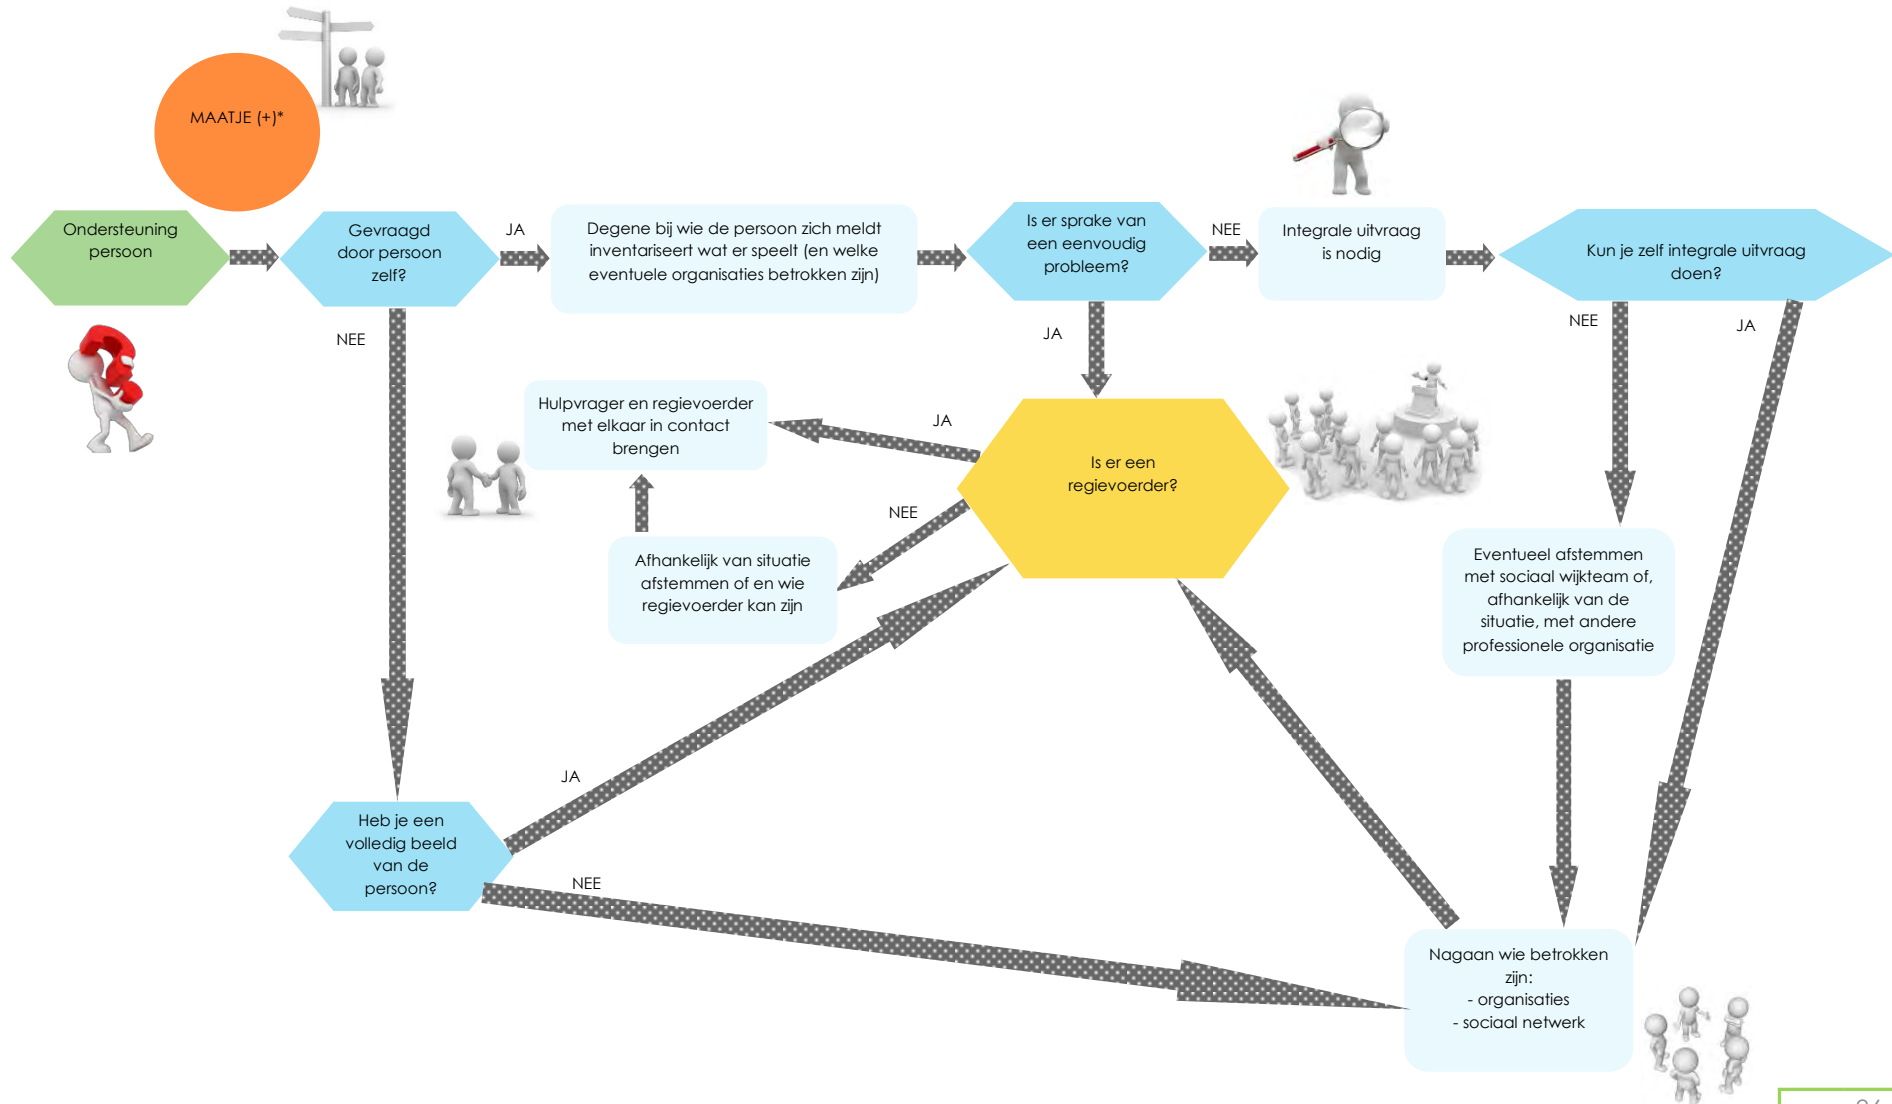 MAATJE (+)*
Ondersteuning
persoon
Gevraagd
door persoon
zelf?
JA
Degene bij wie de persoon zich meldt
inventariseert wat er speelt (en welke
eventuele organisaties betrokken zijn)
Is er sprake van
een eenvoudig
probleem?
NEE
Integrale uitvraag
is nodig
Kun je zelf integrale uitvraag
doen?
NEE
JA
NEE
JA
Hulpvrager en regievoerder
met elkaar in contact
brengen
JA
Is er een
regievoerder?
NEE
Afhankelijk van situatie
afstemmen of en wie
regievoerder kan zijn
Eventueel afstemmen
met sociaal wijkteam of,
afhankelijk van de
situatie, met andere
professionele organisatie
JA
Heb je een
volledig beeld
van de
persoon?
NEE
Nagaan wie betrokken
zijn:
- organisaties
- sociaal netwerk